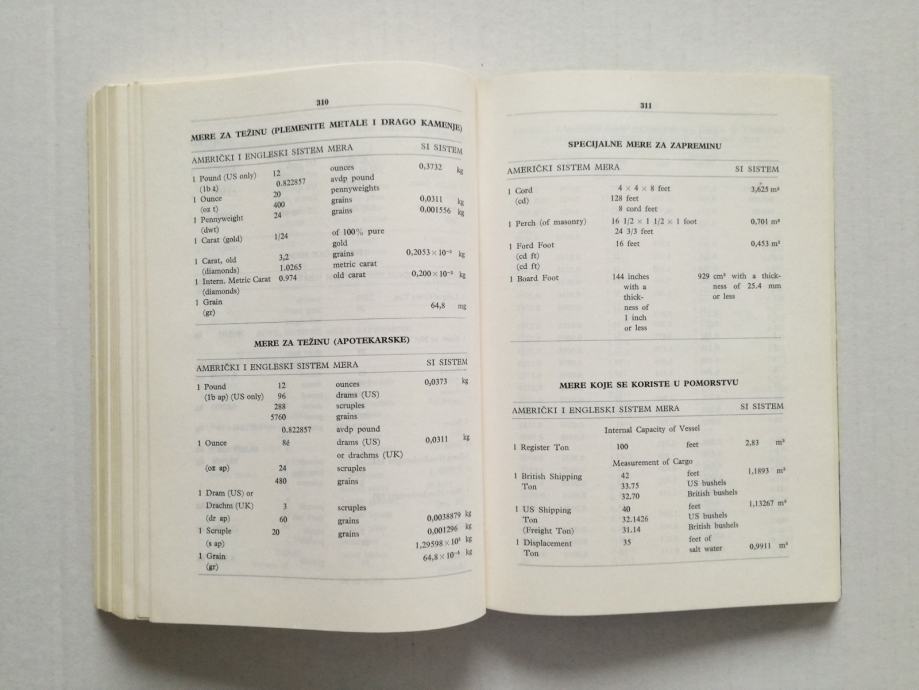 310
MERE ZA TEŽINU (PLEMENITE METALE I DRAGO KAMENJE)
AMERIČKI I ENGLESKI SISTEM MERA SI SISTEM
1 Pound (US only) 12 ounces 0,3732 kg
(1b t) 0.822857 avdp pound
1 Ounce 20 pennyweights
(oz t) 400 grains 0,0311 kg
1 Pennyweight 24 grains 0,001556 kg
(dwt)
1 Carat (gold) 1/24 of 100% pure
gold
1 Carat, old 3,2 grains 0,2053 × 10⁻³ kg
(diamonds) 1.0265 metric carat
1 Intern. Metric Carat 0.974 old carat 0,200 × 10⁻³ kg
(diamonds)
1 Grain 64,8 mg
(gr)
MERE ZA TEŽINU (APOTEKARSKE)
AMERIČKI I ENGLESKI SISTEM MERA SI SISTEM
1 Pound 12 ounces 0,0373 kg
(1b ap) (US only) 96 drams (US)
288 scruples
5760 grains
0.822857 avdp pound
1 Ounce 8é drams (US) 0,0311 kg
or drachms (UK)
(oz ap) 24 scruples
480 grains
1 Dram (US) or
Drachm (UK) 3 scruples
(dr ap) 60 grains 0,0038879 kg
1 Scruple 20 grains 0,001296 kg
(s ap) 1,29598 × 10³ kg
1 Grain 64,8 × 10⁻⁶ kg
(gr)
311
SPECIJALNE MERE ZA ZAPREMINU
AMERIČKI SISTEM MERA SI SISTEM
1 Cord 4 × 4 × 8 feet 3,625 m³
(cd) 128 feet
8 cord feet
1 Perch (of masonry) 16 1/2 × 1 1/2 × 1 foot 0,701 m³
24 3/3 feet
1 Ford Foot 16 feet 0,453 m³
(cd ft)
(cd ft)
1 Board Foot 144 inches 929 cm² with a thick-
with a ness of 25.4 mm
thick- or less
ness of
1 inch
or less
MERE KOJE SE KORISTE U POMORSTVU
AMERIČKI I ENGLESKI SISTEM MERA SI SISTEM
Internal Capacity of Vessel
1 Register Ton 100 feet 2,83 m³
Measurement of Cargo
1 British Shipping 42 feet 1,1893 m³
Ton 33.75 US bushels
32.70 British bushels
1 US Shipping 40 feet 1,13267 m³
Ton 32.1426 US bushels
(Freight Ton) 31.14 British bushels
1 Displacement 35 feet of
Ton salt water 0,9911 m³